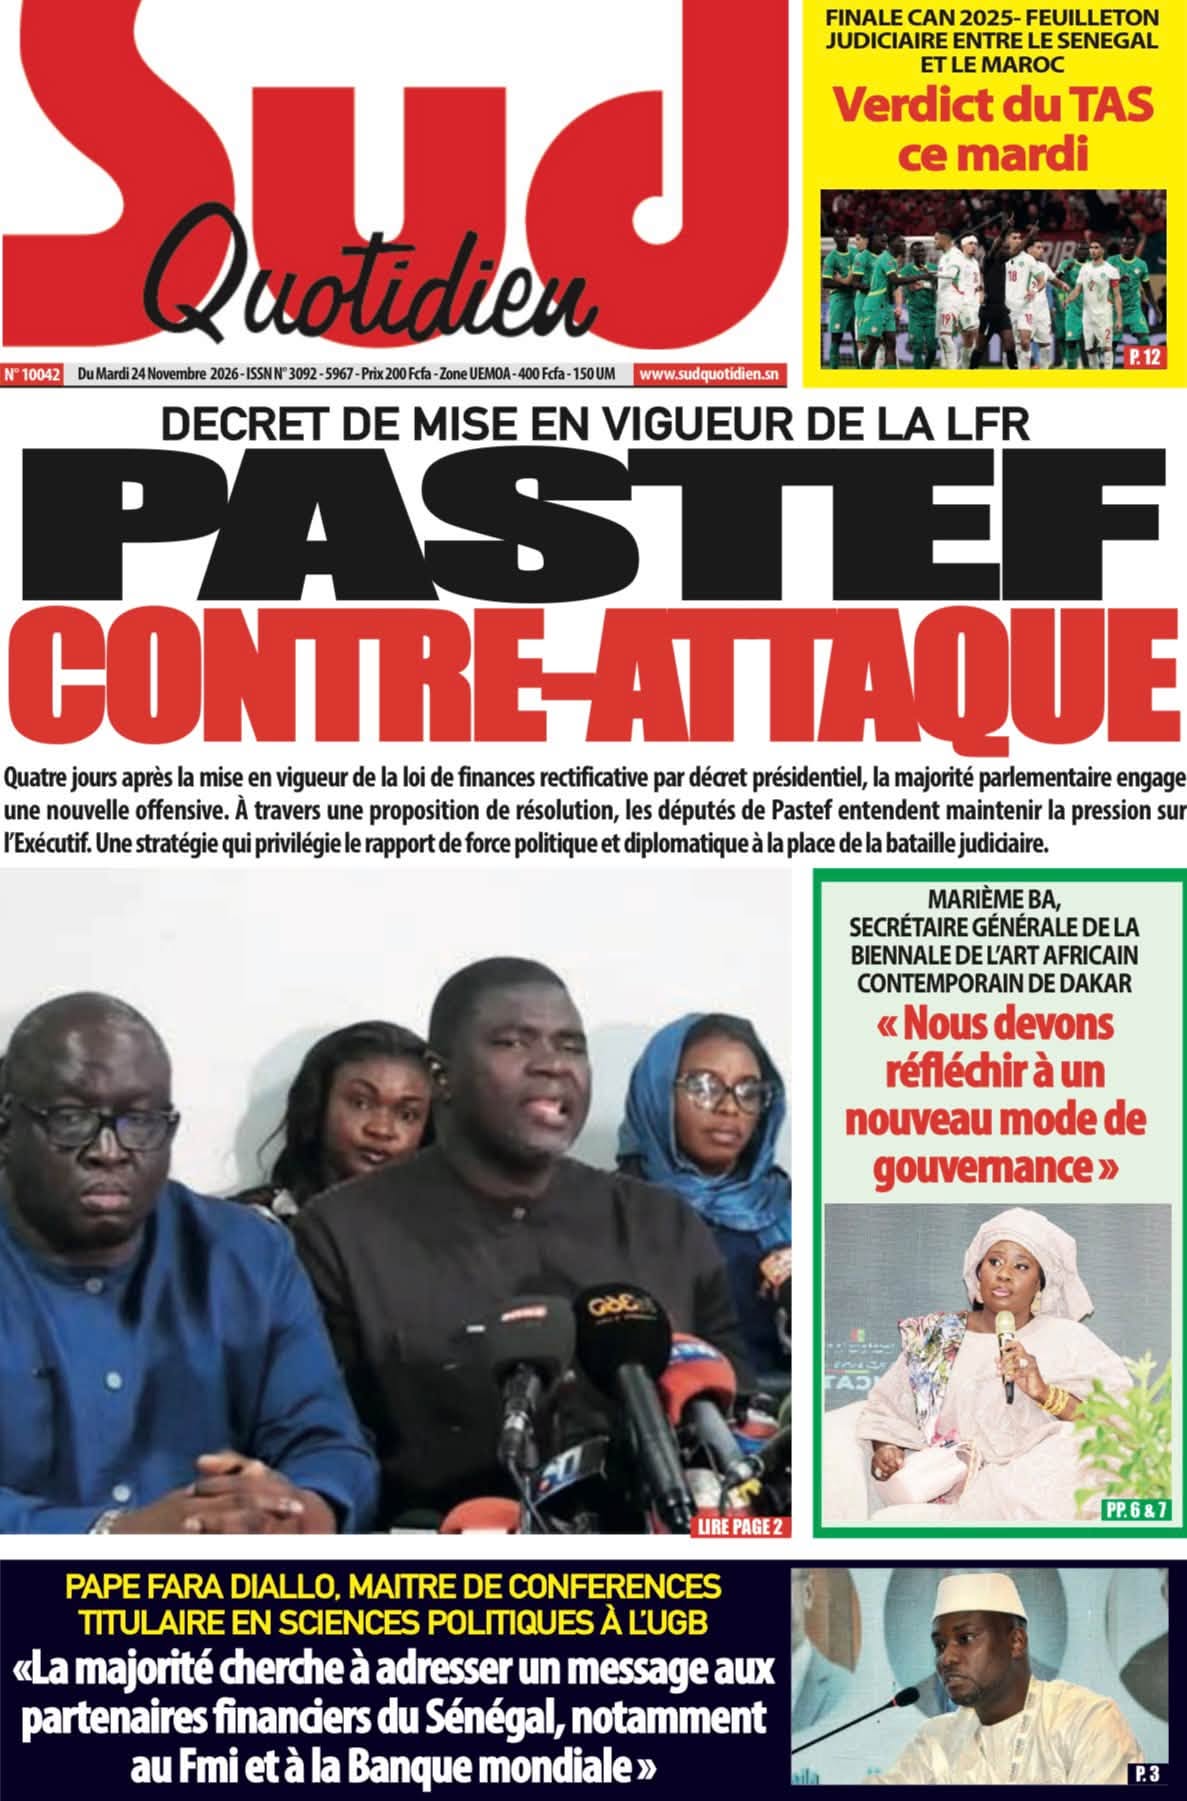 Sud
Quotidien
N° 10042 Du Mardi 24 Novembre 2026 - ISSN N° 3092 - 5967 - Prix 200 Fcfa - Zone UEMOA - 400 Fcfa - 150 UM www.sudquotidien.sn
FINALE CAN 2025- FEUILLETON
JUDICIAIRE ENTRE LE SENEGAL
ET LE MAROC
Verdict du TAS
ce mardi
18
19
2
P. 12
DECRET DE MISE EN VIGUEUR DE LA LFR
PASTEF
CONTRE-ATTAQUE
Quatre jours après la mise en vigueur de la loi de finances rectificative par décret présidentiel, la majorité parlementaire engage
une nouvelle offensive. À travers une proposition de résolution, les députés de Pastef entendent maintenir la pression sur
l'Exécutif. Une stratégie qui privilégie le rapport de force politique et diplomatique à la place de la bataille judiciaire.
LIRE PAGE 2
MARIÈME BA,
SECRÉTAIRE GÉNÉRALE DE LA
BIENNALE DE L'ART AFRICAIN
CONTEMPORAIN DE DAKAR
« Nous devons
réfléchir à un
nouveau mode de
gouvernance »
PP. 6 & 7
PAPE FARA DIALLO, MAITRE DE CONFERENCES
TITULAIRE EN SCIENCES POLITIQUES À L'UGB
«La majorité cherche à adresser un message aux
partenaires financiers du Sénégal, notamment
au Fmi et à la Banque mondiale »
P. 3